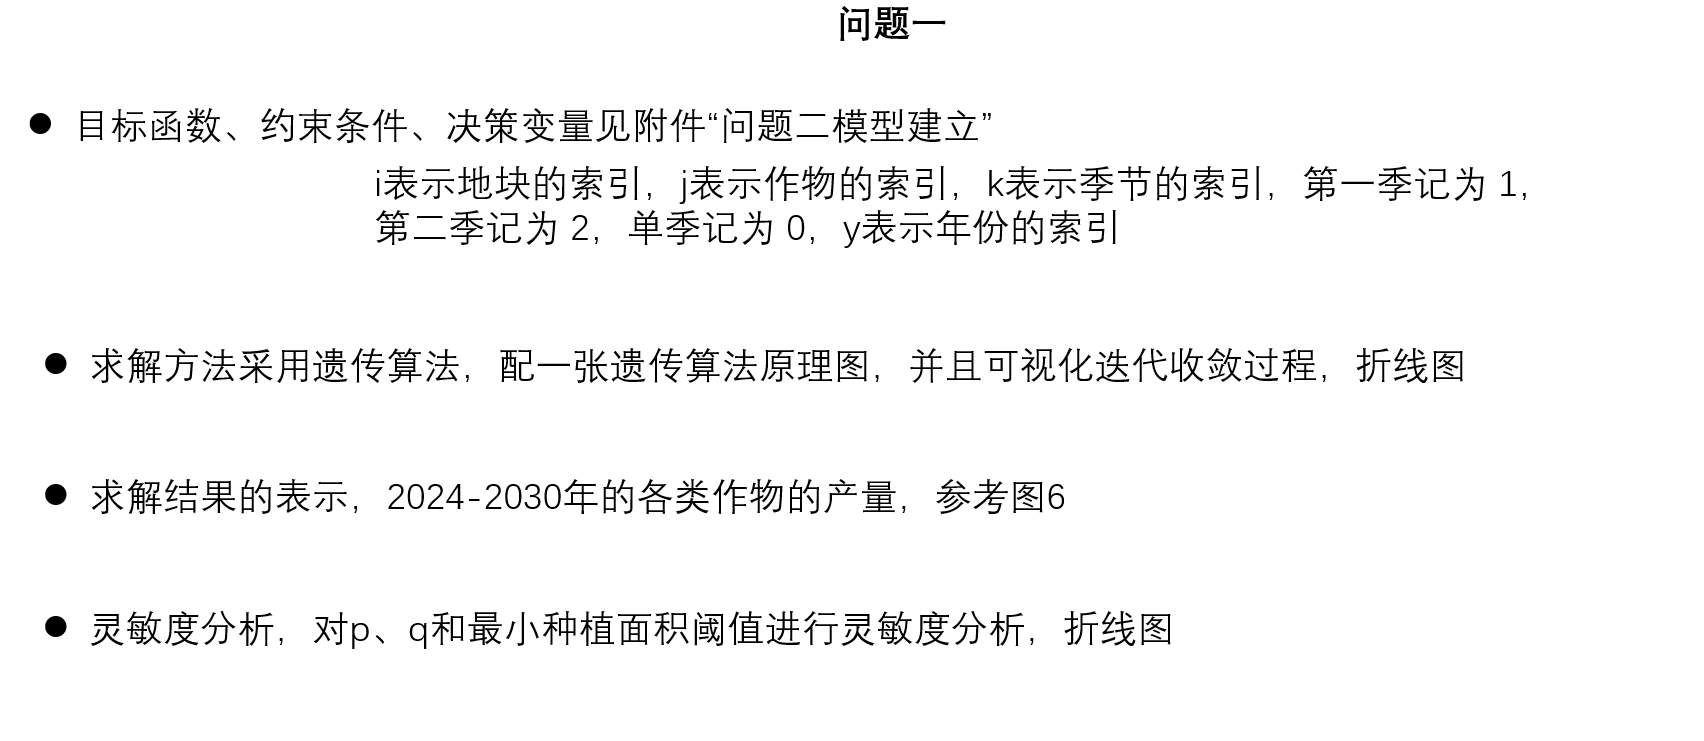 问题一
● 目标函数、约束条件、决策变量见附件“问题二模型建立”
i表示地块的索引，j表示作物的索引，k表示季节的索引，第一季记为 1，
第二季记为 2，单季记为 0，y表示年份的索引
● 求解方法采用遗传算法，配一张遗传算法原理图，并且可视化迭代收敛过程，折线图
● 求解结果的表示，2024-2030年的各类作物的产量，参考图6
● 灵敏度分析，对p、q和最小种植面积阈值进行灵敏度分析，折线图